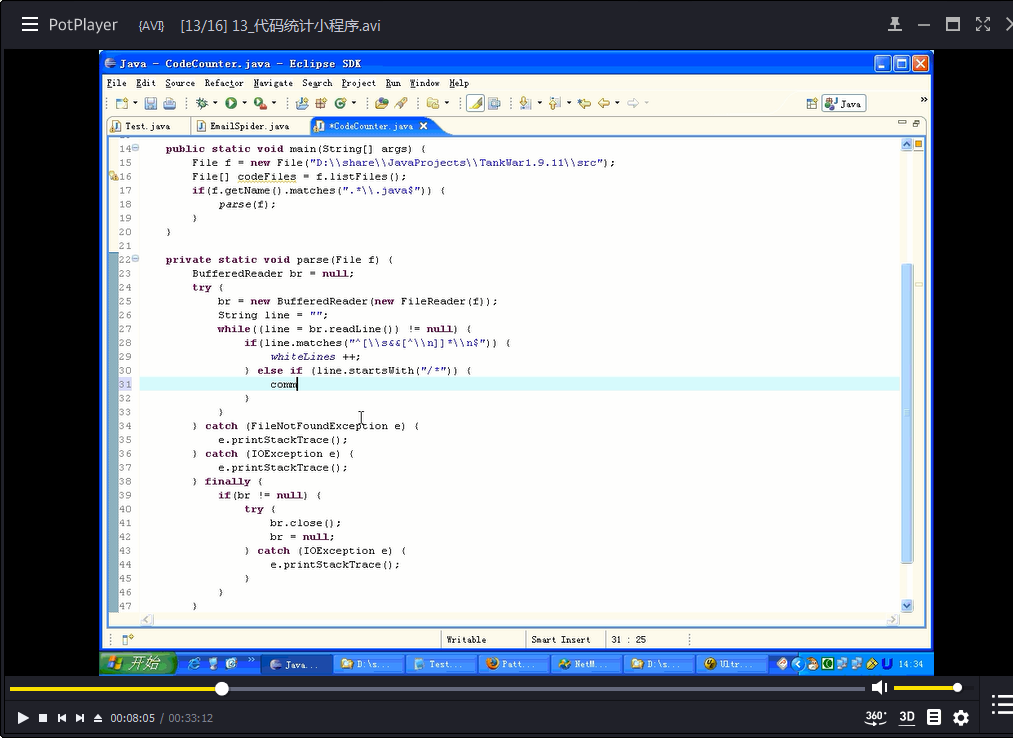 PotPlayer {AVI} [13/16] 13_代码统计小程序.avi
Java - CodeCounter.java - Eclipse SDK
File Edit Source Refactor Navigate Search Project Run Window Help
Java
Test.java EmailSpider.java *CodeCounter.java
14 public static void main(String[] args) {
15 File f = new File("D:\\share\\JavaProjects\\TankWar1.9.11\\src");
16 File[] codeFiles = f.listFiles();
17 if(f.getName().matches(".*\\.java$")) {
18 parse(f);
19 }
20 }
21
22 private static void parse(File f) {
23 BufferedReader br = null;
24 try {
25 br = new BufferedReader(new FileReader(f));
26 String line = "";
27 while((line = br.readLine()) != null) {
28 if(line.matches("^[\\s&&[^\\n]]*\\n$")) {
29 whiteLines ++;
30 } else if (line.startsWith("/*")) {
31 comm
32 }
33 }
34 } catch (FileNotFoundException e) {
35 e.printStackTrace();
36 } catch (IOException e) {
37 e.printStackTrace();
38 } finally {
39 if(br != null) {
40 try {
41 br.close();
42 br = null;
43 } catch (IOException e) {
44 e.printStackTrace();
45 }
46 }
47 }
Writable Smart Insert 31 : 25
开始 Java... D:\s... Test... Patt... NetM... D:\s... Ultr... 14:34
00:08:05 / 00:33:12 360° 3D